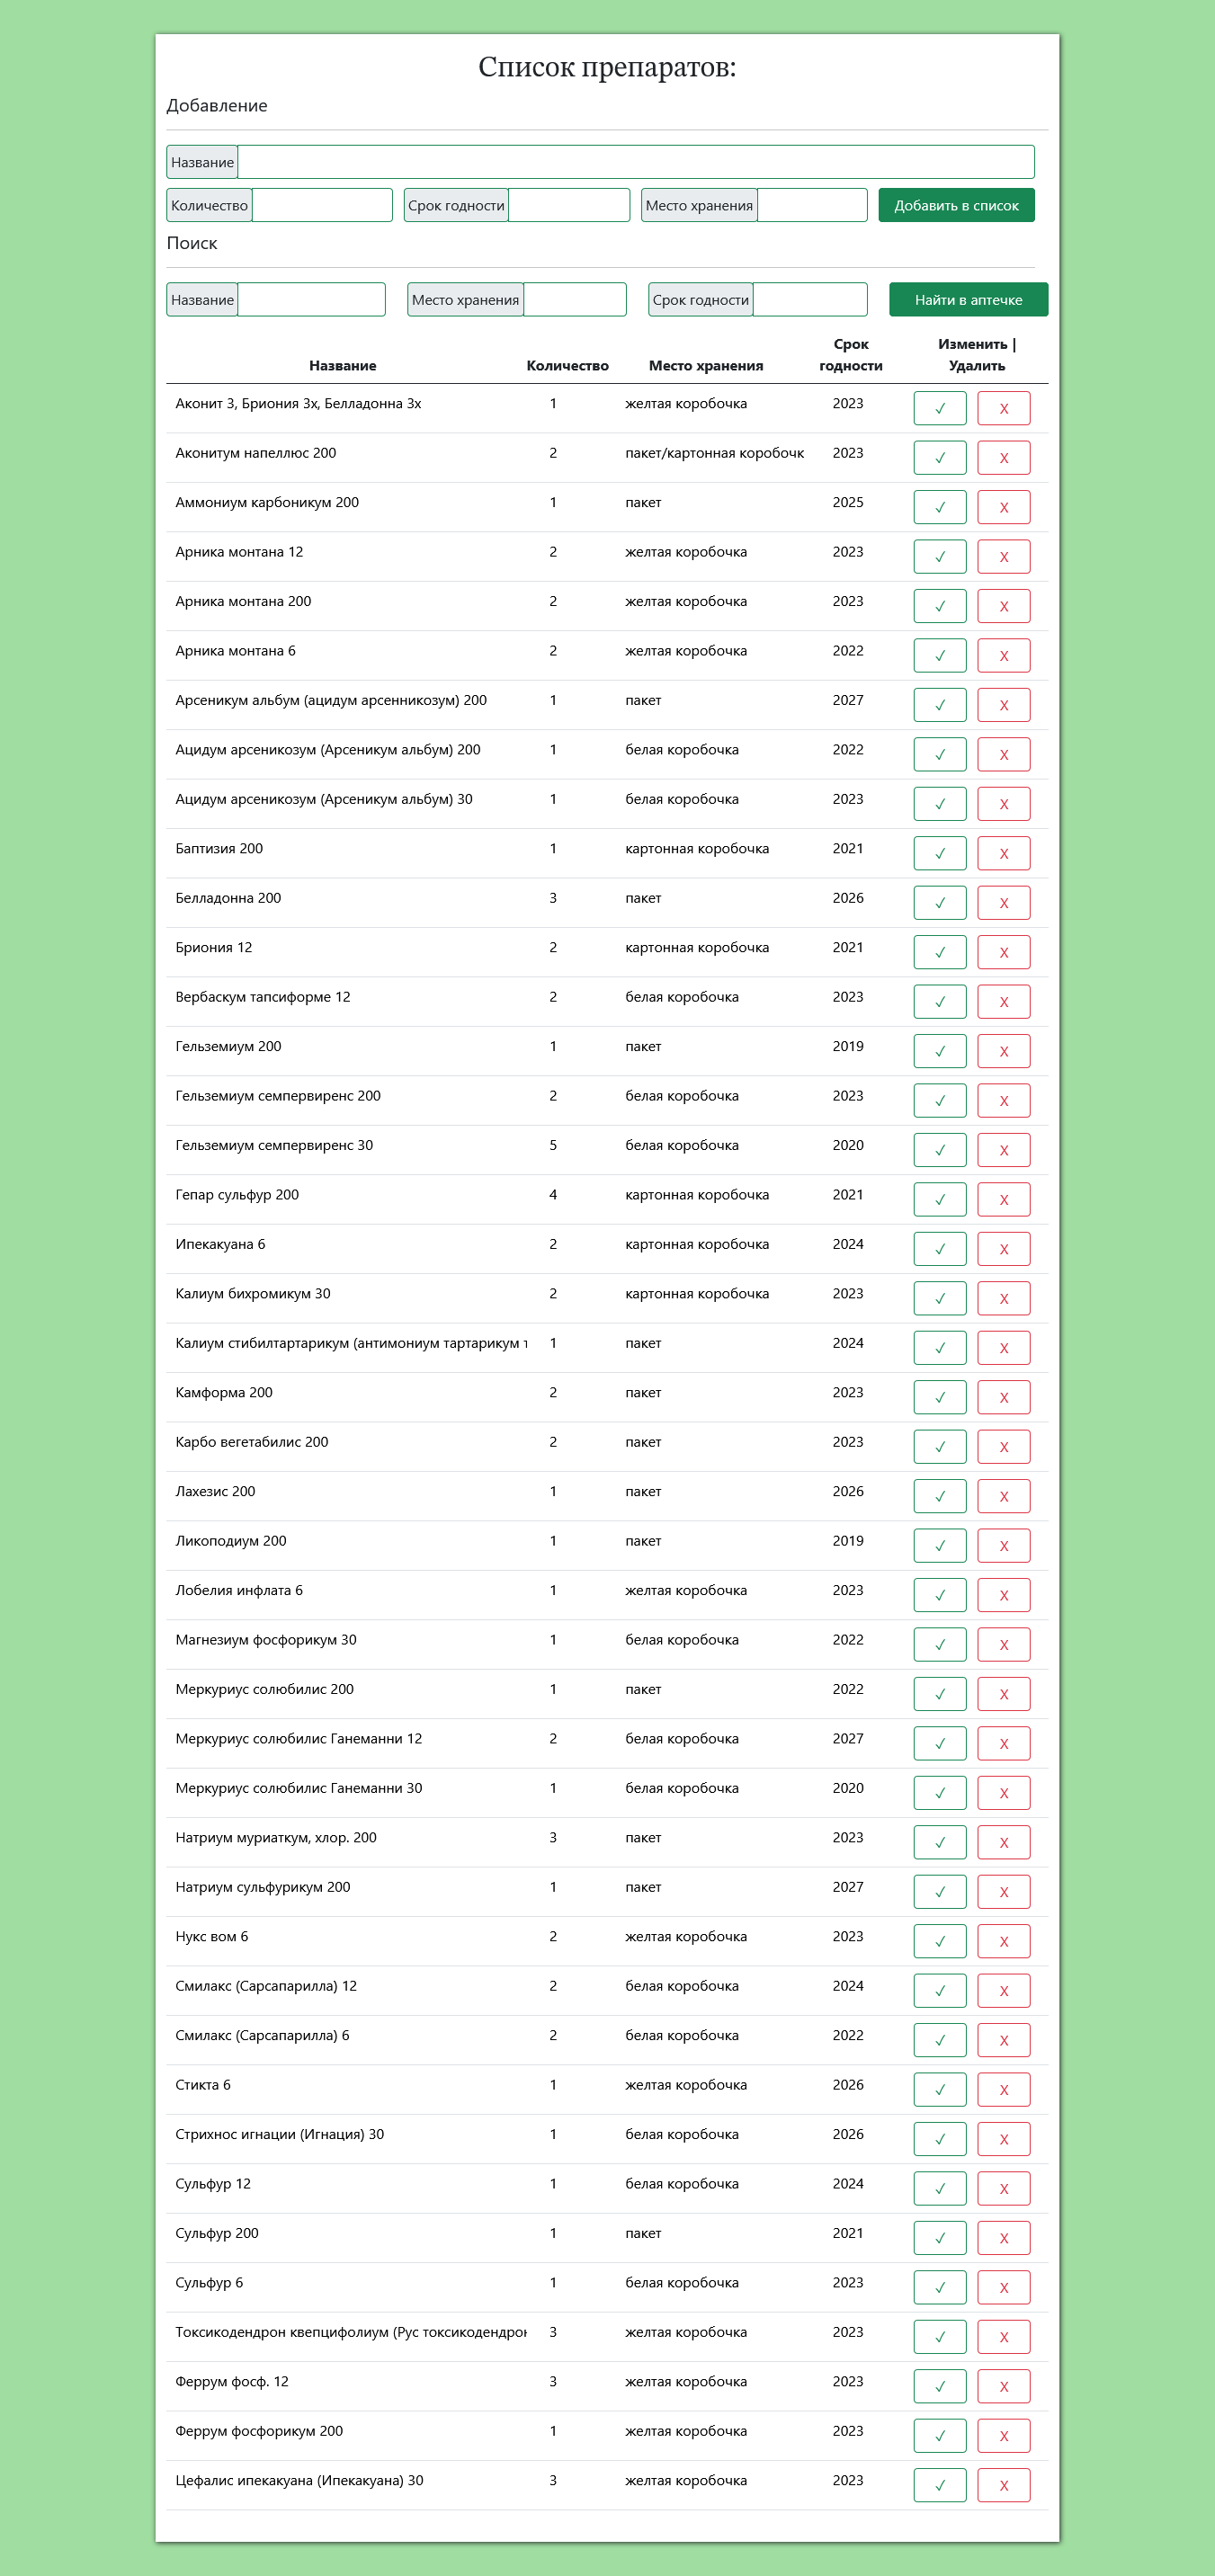 Список препаратов:
Добавление
Название
Количество Срок годности Место хранения Добавить в список
Поиск
Название Место хранения Срок годности Найти в аптечке
Срок Изменить |
Название Количество Место хранения годности Удалить
Аконит 3, Бриония 3х, Белладонна 3х 1 желтая коробочка 2023 ✓ X
Аконитум напеллюс 200 2 пакет/картонная коробочк 2023 ✓ X
Аммониум карбоникум 200 1 пакет 2025 ✓ X
Арника монтана 12 2 желтая коробочка 2023 ✓ X
Арника монтана 200 2 желтая коробочка 2023 ✓ X
Арника монтана 6 2 желтая коробочка 2022 ✓ X
Арсеникум альбум (ацидум арсенникозум) 200 1 пакет 2027 ✓ X
Ацидум арсеникозум (Арсеникум альбум) 200 1 белая коробочка 2022 ✓ X
Ацидум арсеникозум (Арсеникум альбум) 30 1 белая коробочка 2023 ✓ X
Баптизия 200 1 картонная коробочка 2021 ✓ X
Белладонна 200 3 пакет 2026 ✓ X
Бриония 12 2 картонная коробочка 2021 ✓ X
Вербаскум тапсиформе 12 2 белая коробочка 2023 ✓ X
Гельземиум 200 1 пакет 2019 ✓ X
Гельземиум семпервиренс 200 2 белая коробочка 2023 ✓ X
Гельземиум семпервиренс 30 5 белая коробочка 2020 ✓ X
Гепар сульфур 200 4 картонная коробочка 2021 ✓ X
Ипекакуана 6 2 картонная коробочка 2024 ✓ X
Калиум бихромикум 30 2 картонная коробочка 2023 ✓ X
Калиум стибилтартарикум (антимониум тартарикум т 1 пакет 2024 ✓ X
Камформа 200 2 пакет 2023 ✓ X
Карбо вегетабилис 200 2 пакет 2023 ✓ X
Лахезис 200 1 пакет 2026 ✓ X
Ликоподиум 200 1 пакет 2019 ✓ X
Лобелия инфлата 6 1 желтая коробочка 2023 ✓ X
Магнезиум фосфорикум 30 1 белая коробочка 2022 ✓ X
Меркуриус солюбилис 200 1 пакет 2022 ✓ X
Меркуриус солюбилис Ганеманни 12 2 белая коробочка 2027 ✓ X
Меркуриус солюбилис Ганеманни 30 1 белая коробочка 2020 ✓ X
Натриум муриаткум, хлор. 200 3 пакет 2023 ✓ X
Натриум сульфурикум 200 1 пакет 2027 ✓ X
Нукс вом 6 2 желтая коробочка 2023 ✓ X
Смилакс (Сарсапарилла) 12 2 белая коробочка 2024 ✓ X
Смилакс (Сарсапарилла) 6 2 белая коробочка 2022 ✓ X
Стикта 6 1 желтая коробочка 2026 ✓ X
Стрихнос игнации (Игнация) 30 1 белая коробочка 2026 ✓ X
Сульфур 12 1 белая коробочка 2024 ✓ X
Сульфур 200 1 пакет 2021 ✓ X
Сульфур 6 1 белая коробочка 2023 ✓ X
Токсикодендрон квепцифолиум (Рус токсикодендрон 3 желтая коробочка 2023 ✓ X
Феррум фосф. 12 3 желтая коробочка 2023 ✓ X
Феррум фосфорикум 200 1 желтая коробочка 2023 ✓ X
Цефалис ипекакуана (Ипекакуана) 30 3 желтая коробочка 2023 ✓ X